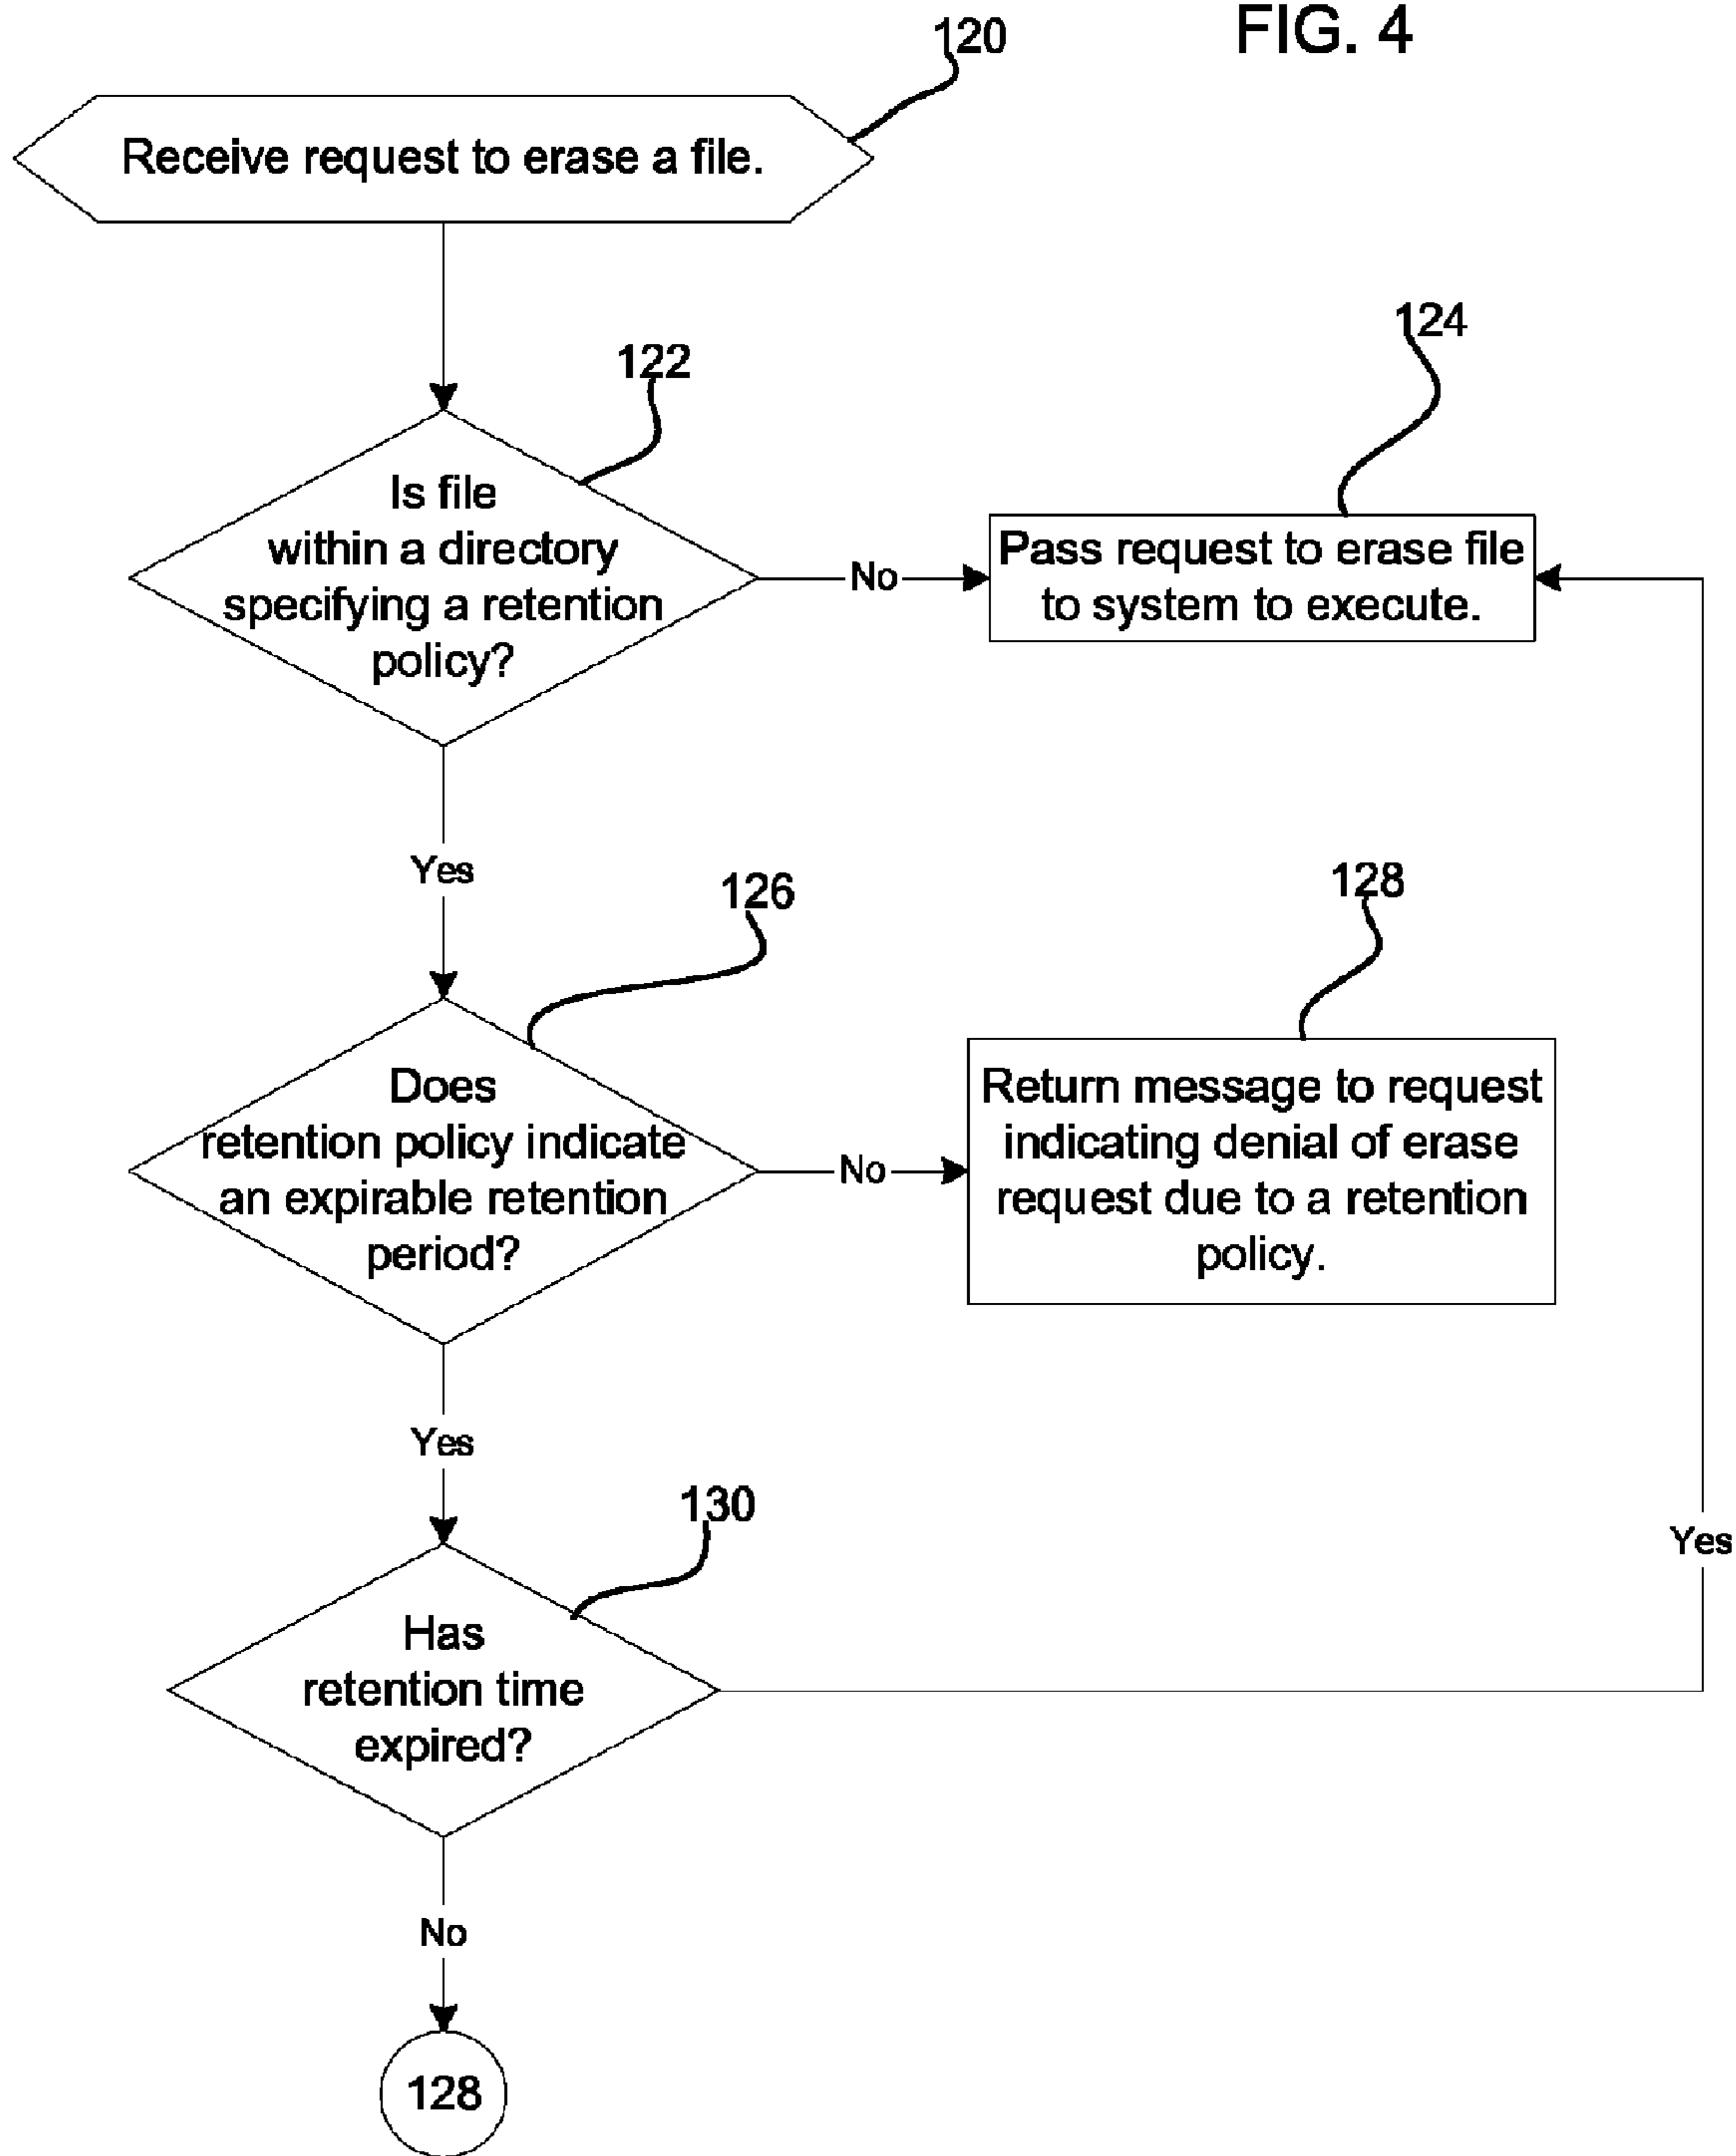 FIG. 4
120
Receive request to erase a file.
122
Is file
within a directory
specifying a retention
policy?
No
124
Pass request to erase file
to system to execute.
Yes
126
Does
retention policy indicate
an expirable retention
period?
No
128
Return message to request
indicating denial of erase
request due to a retention
policy.
Yes
130
Has
retention time
expired?
Yes
No
128